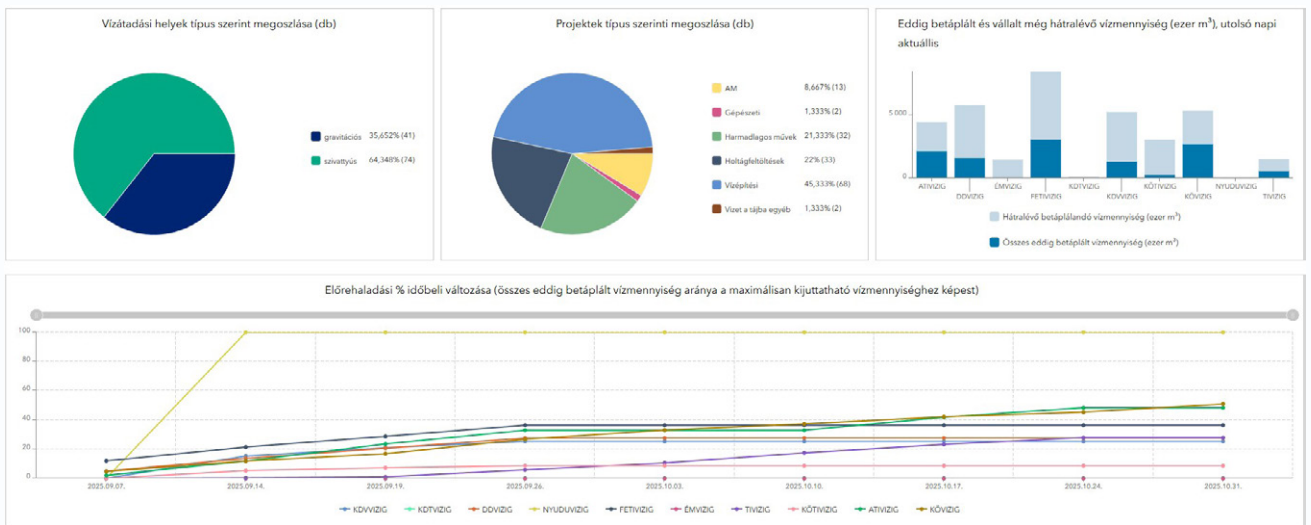 Vízátadási helyek típus szerint megoszlása (db)
gravitációs 35,652% (41)
szivattyús 64,348% (74)
Projektek típus szerinti megoszlása (db)
AM 8,667% (13)
Gépészeti 1,333% (2)
Harmadlagos művek 21,333% (32)
Holtágfeltöltések 22% (33)
Vízépítési 45,333% (68)
Vizet a tájba egyéb 1,333% (2)
Eddig betáplált és vállalt még hátralévő vízmennyiség (ezer m³), utolsó napi
aktuállis
5 000
0
ATIVIZIG ÉMVIZIG KDTVIZIG KÖTIVIZIG NYUDUVIZIG
DDVIZIG FETIVIZIG KDVVIZIG KÖVIZIG TIVIZIG
Hátralévő betáplálandó vízmennyiség (ezer m³)
Összes eddig betáplált vízmennyiség (ezer m³)
Előrehaladási % időbeli változása (összes eddig betáplált vízmennyiség aránya a maximálisan kijuttatható vízmennyiséghez képest)
100
80
60
40
20
0
2025.09.07. 2025.09.14. 2025.09.19. 2025.09.26. 2025.10.03. 2025.10.10. 2025.10.17. 2025.10.24. 2025.10.31.
KDVVIZIG KDTVIZIG DDVIZIG NYUDUVIZIG FETIVIZIG ÉMVIZIG TIVIZIG KÖTIVIZIG ATIVIZIG KÖVIZIG